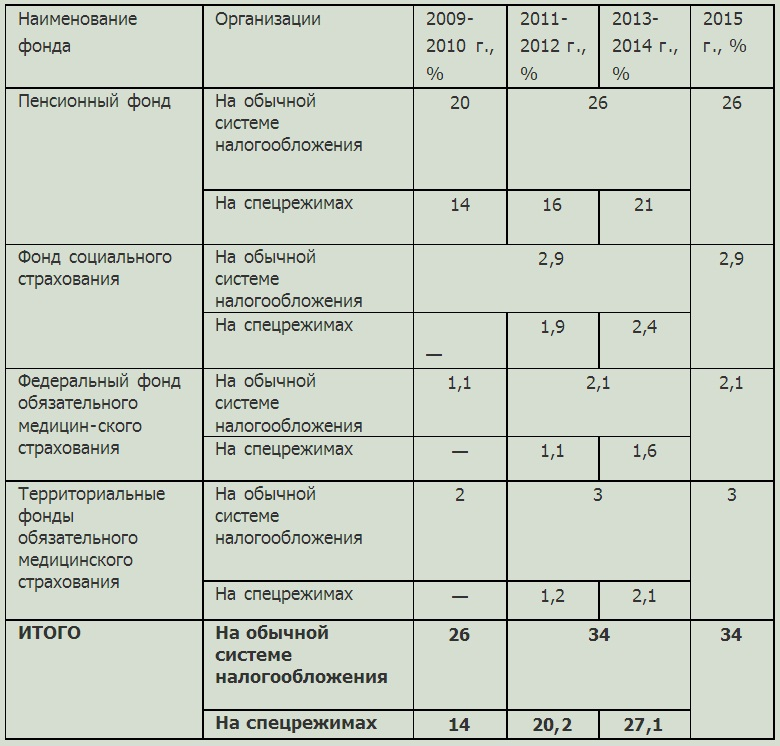 Наименование
фонда
Организации
2009-
2010 г.,
%
2011-
2012 г.,
%
2013-
2014 г.,
%
2015
г., %
Пенсионный фонд
На обычной
системе
налогообложения
20
26
26
На спецрежимах
14
16
21
Фонд социального
страхования
На обычной
системе
налогообложения
2,9
2,9
На спецрежимах
—
1,9
2,4
Федеральный фонд
обязательного
медицин-ского
страхования
На обычной
системе
налогообложения
1,1
2,1
2,1
На спецрежимах
—
1,1
1,6
Территориальные
фонды
обязательного
медицинского
страхования
На обычной
системе
налогообложения
2
3
3
На спецрежимах
—
1,2
2,1
ИТОГО
На обычной
системе
налогообложения
26
34
34
На спецрежимах
14
20,2
27,1